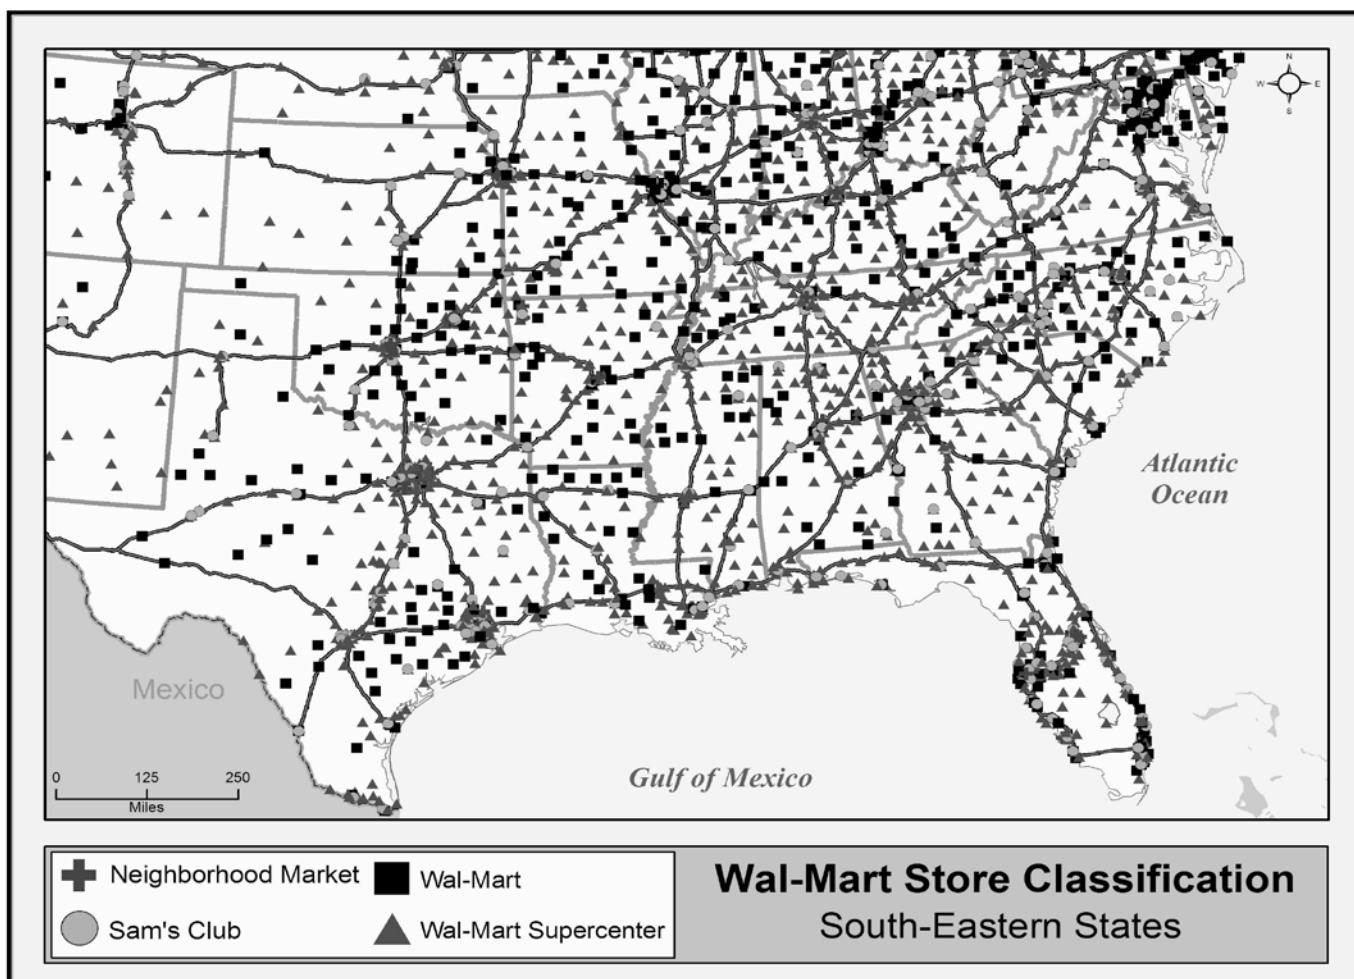 N
W E
S
Atlantic
Ocean
Mexico
Gulf of Mexico
0 125 250
Miles
Neighborhood Market
Wal-Mart
Sam's Club
Wal-Mart Supercenter
Wal-Mart Store Classification
South-Eastern States